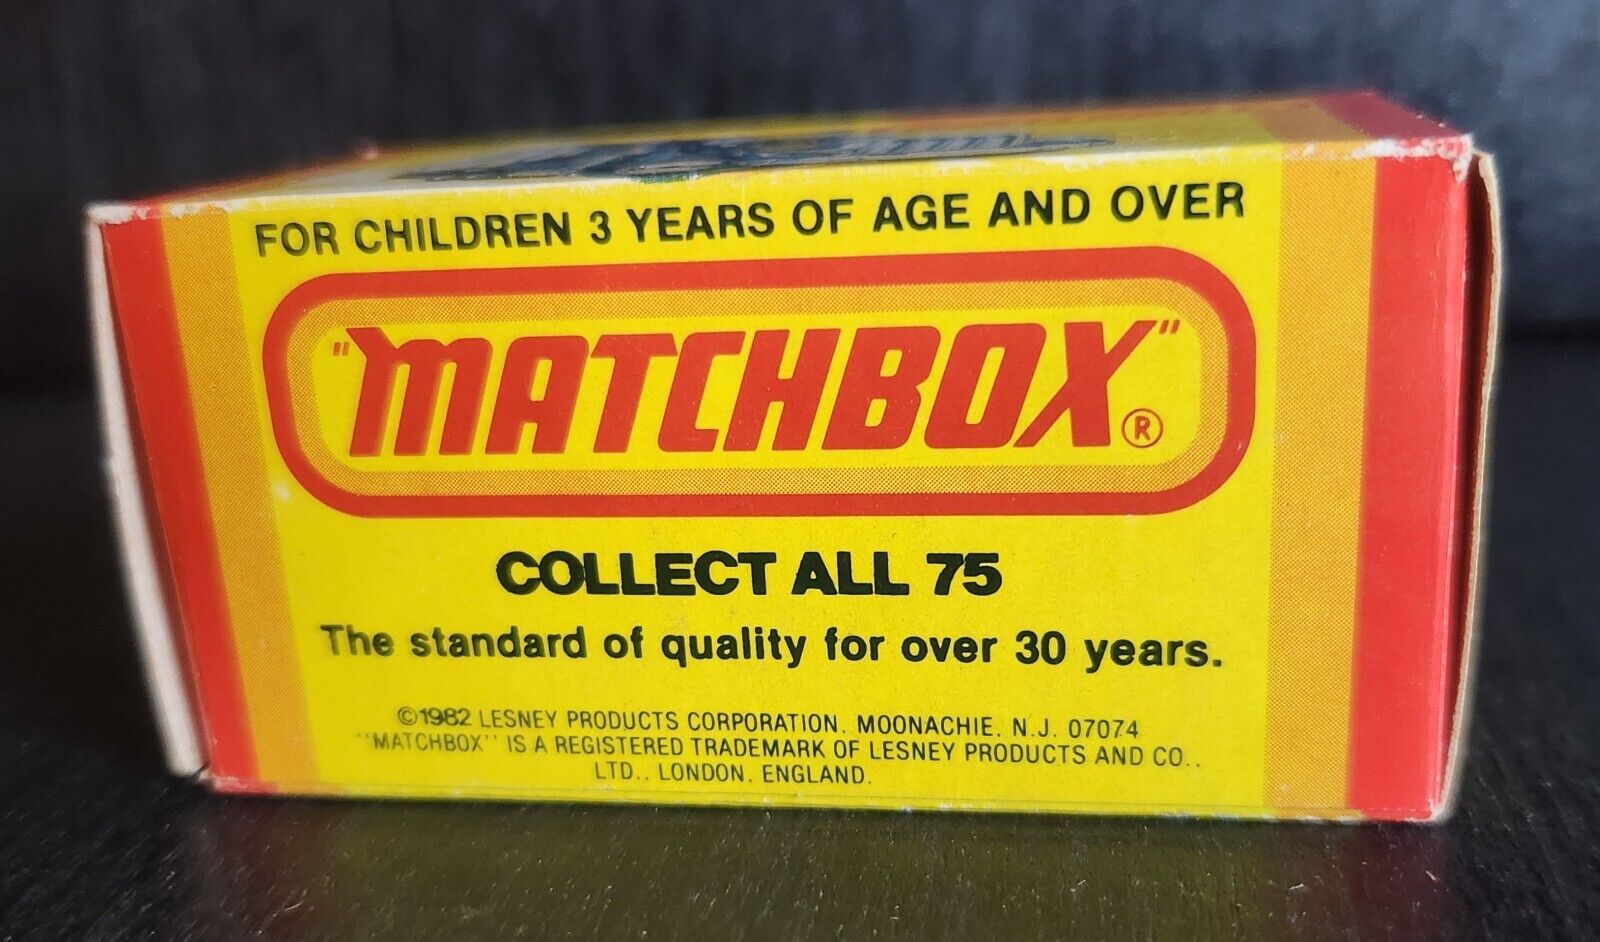 FOR CHILDREN 3 YEARS OF AGE AND OVER
"MATCHBOX"®
COLLECT ALL 75
The standard of quality for over 30 years.
©1982 LESNEY PRODUCTS CORPORATION. MOONACHIE. N.J. 07074
"MATCHBOX" IS A REGISTERED TRADEMARK OF LESNEY PRODUCTS AND CO..
LTD.. LONDON. ENGLAND.